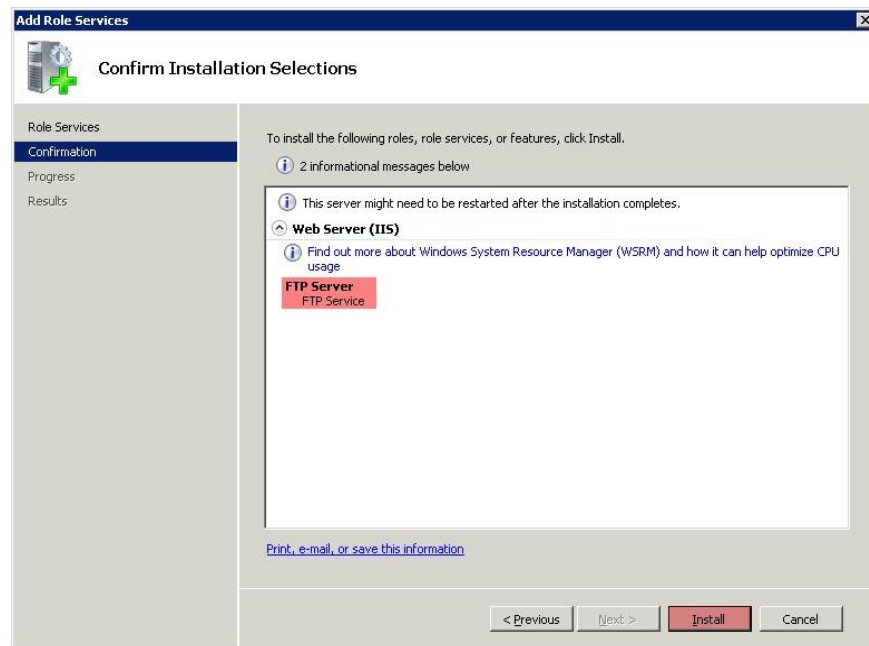 Add Role Services
Confirm Installation Selections
Role Services
Confirmation
Progress
Results
To install the following roles, role services, or features, click Install.
2 informational messages below
This server might need to be restarted after the installation completes.
Web Server (IIS)
Find out more about Windows System Resource Manager (WSRM) and how it can help optimize CPU
usage
FTP Server
FTP Service
Print, e-mail, or save this information
< Previous Next > Install Cancel